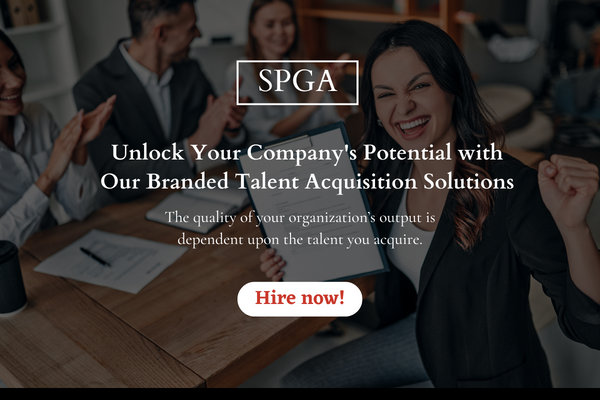 SPGA
Unlock Your Company's Potential with
Our Branded Talent Acquisition Solutions
The quality of your organization's output is
dependent upon the talent you acquire.
Hire now!